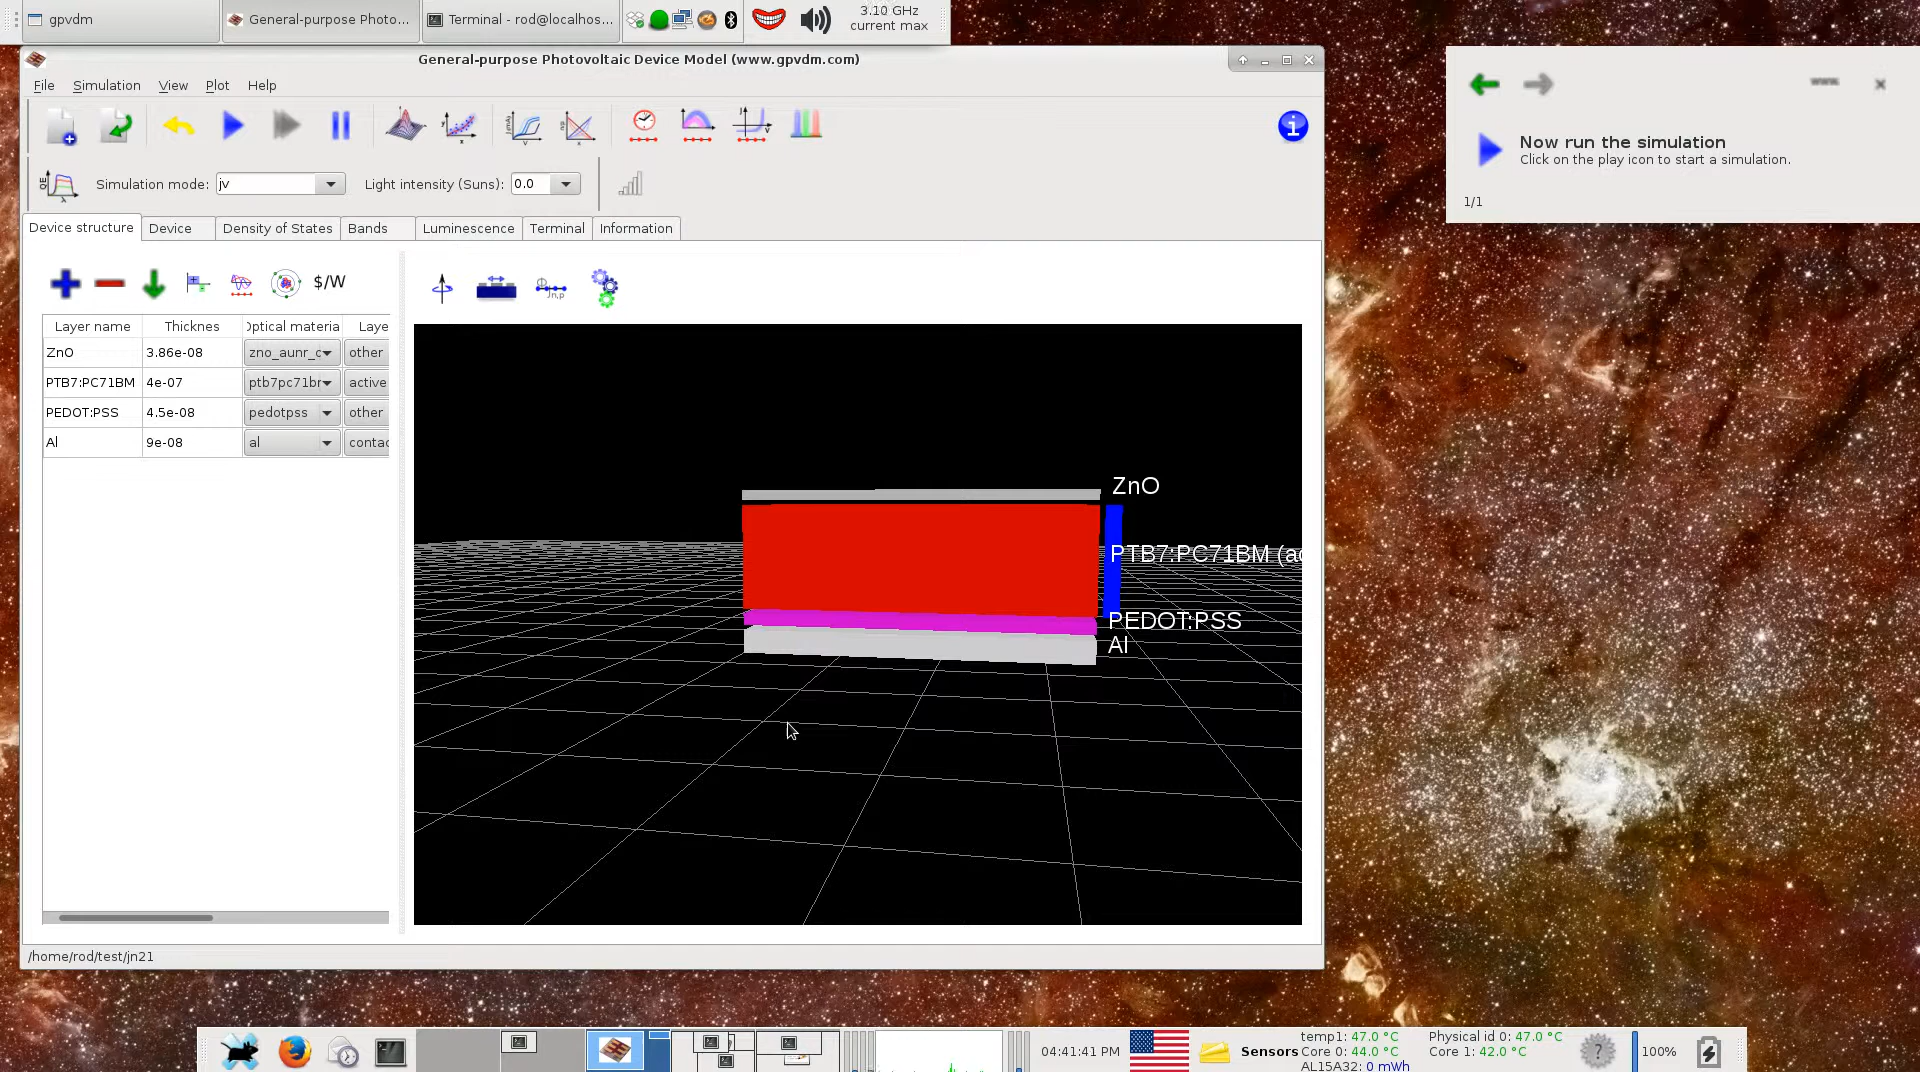 gpvdm
General-purpose Photo...
Terminal - rod@localhos...
3.10 GHz
current max
General-purpose Photovoltaic Device Model (www.gpvdm.com)
File Simulation View Plot Help
Simulation mode: jv Light intensity (Suns): 0.0
Device structure Device Density of States Bands Luminescence Terminal Information
$/W
Layer name Thicknes Optical materia Laye
ZnO 3.86e-08 zno_aunr_c other
PTB7:PC71BM 4e-07 ptb7pc71br active
PEDOT:PSS 4.5e-08 pedotpss other
Al 9e-08 al contac
ZnO
PTB7:PC71BM (ac
PEDOT:PSS
Al
/home/rod/test/jn21
Now run the simulation
Click on the play icon to start a simulation.
1/1
04:41:41 PM
Sensors
temp1: 47.0 °C Physical id 0: 47.0 °C
Core 0: 44.0 °C Core 1: 42.0 °C
AL15A32: 0 mWh
100%